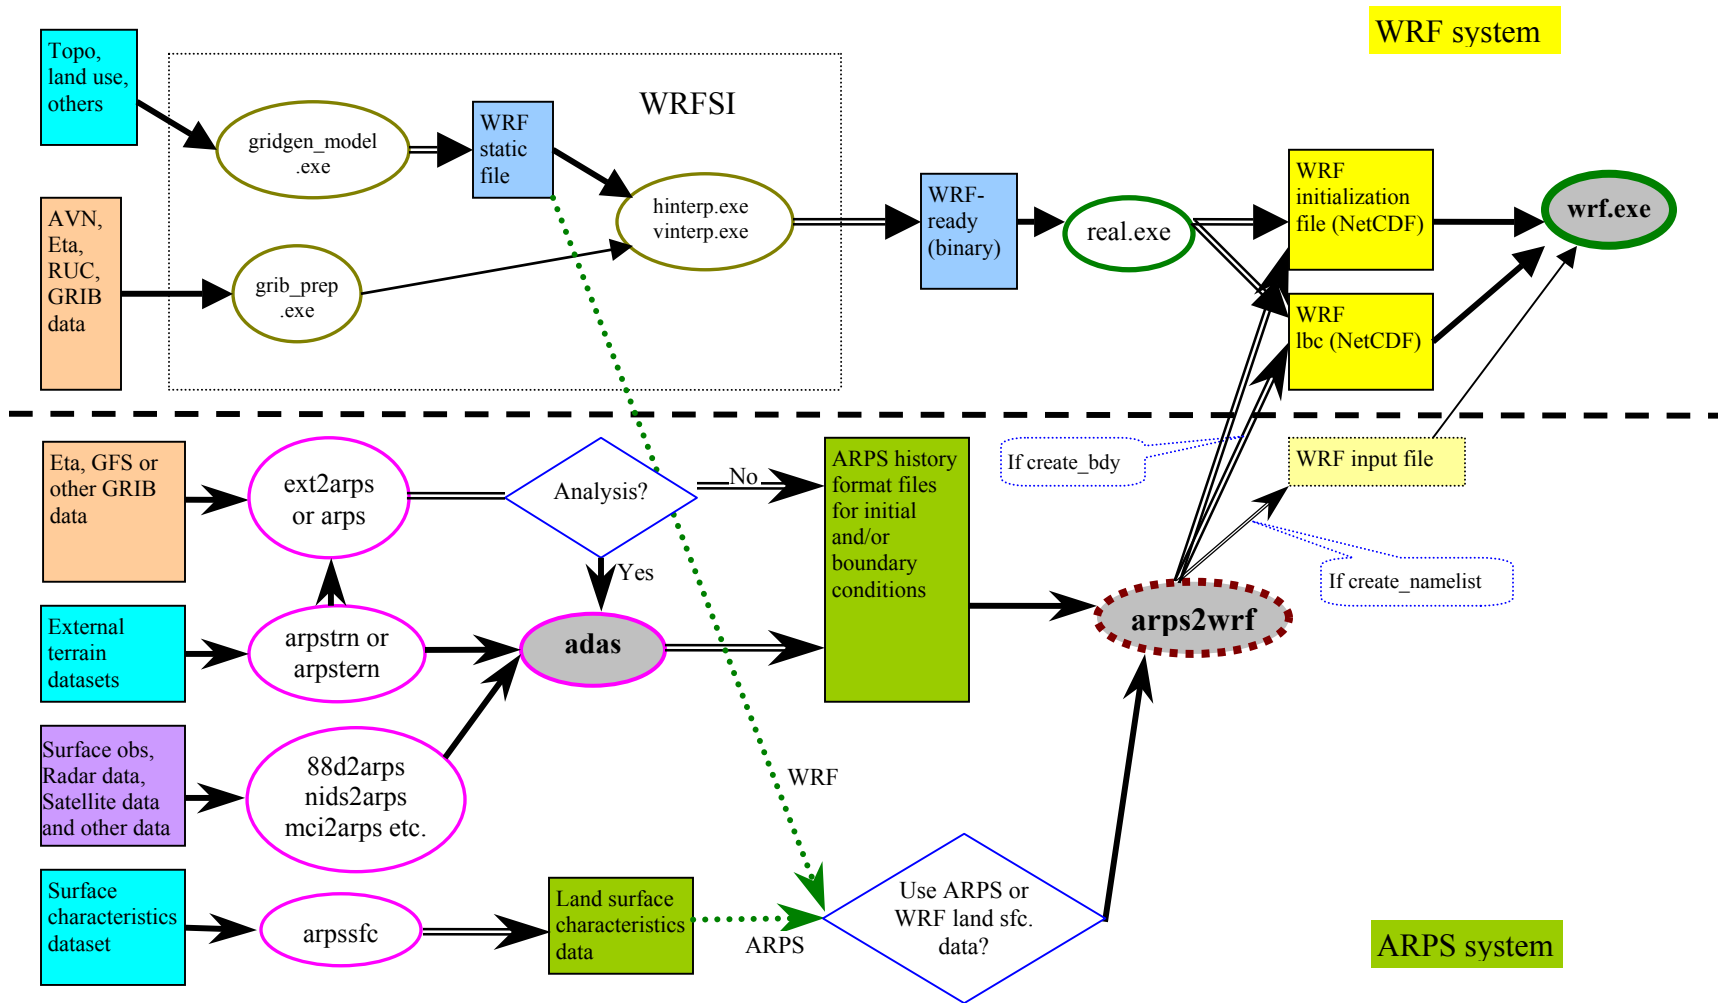 WRF system
Topo,
land use,
others
WRFSI
gridgen_model
.exe
WRF
static
file
hinterp.exe
vinterp.exe
AVN,
Eta,
RUC,
GRIB
data
grib_prep
.exe
WRF-
ready
(binary)
real.exe
WRF
initialization
file (NetCDF)
wrf.exe
WRF
lbc (NetCDF)
Eta, GFS or
other GRIB
data
ext2arps
or arps
Analysis?
No
Yes
ARPS history
format files
for initial
and/or
boundary
conditions
If create_bdy
WRF input file
If create_namelist
External
terrain
datasets
arpstrn or
arpstern
adas
arps2wrf
Surface obs,
Radar data,
Satellite data
and other data
88d2arps
nids2arps
mci2arps etc.
WRF
Surface
characteristics
dataset
arpssfc
Land surface
characteristics
data
ARPS
Use ARPS or
WRF land sfc.
data?
ARPS system